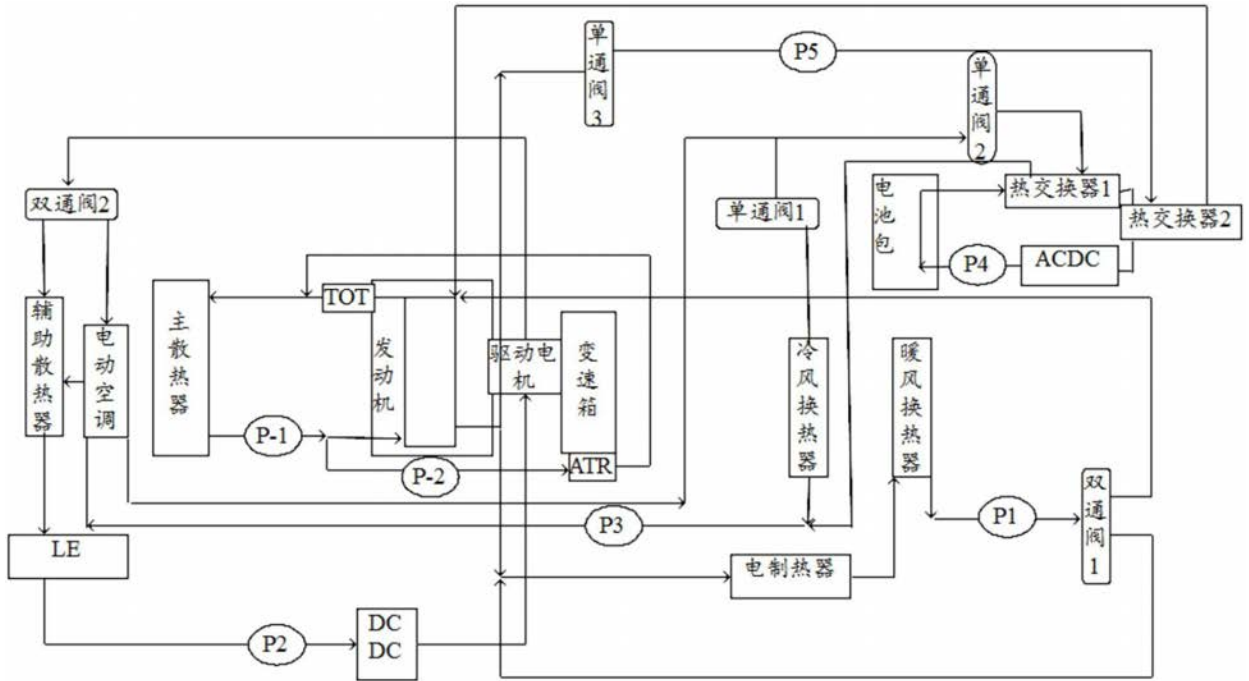 单通阀3
P5
单通阀2
双通阀2
单通阀1
电池包
热交换器1
热交换器2
P4
ACDC
TOT
辅助散热器
电动空调
主散热器
发动机
驱动电机
变速箱
冷风换热器
暖风换热器
P-1
P-2
ATR
双通阀1
P1
P3
LE
电制热器
P2
DC
DC